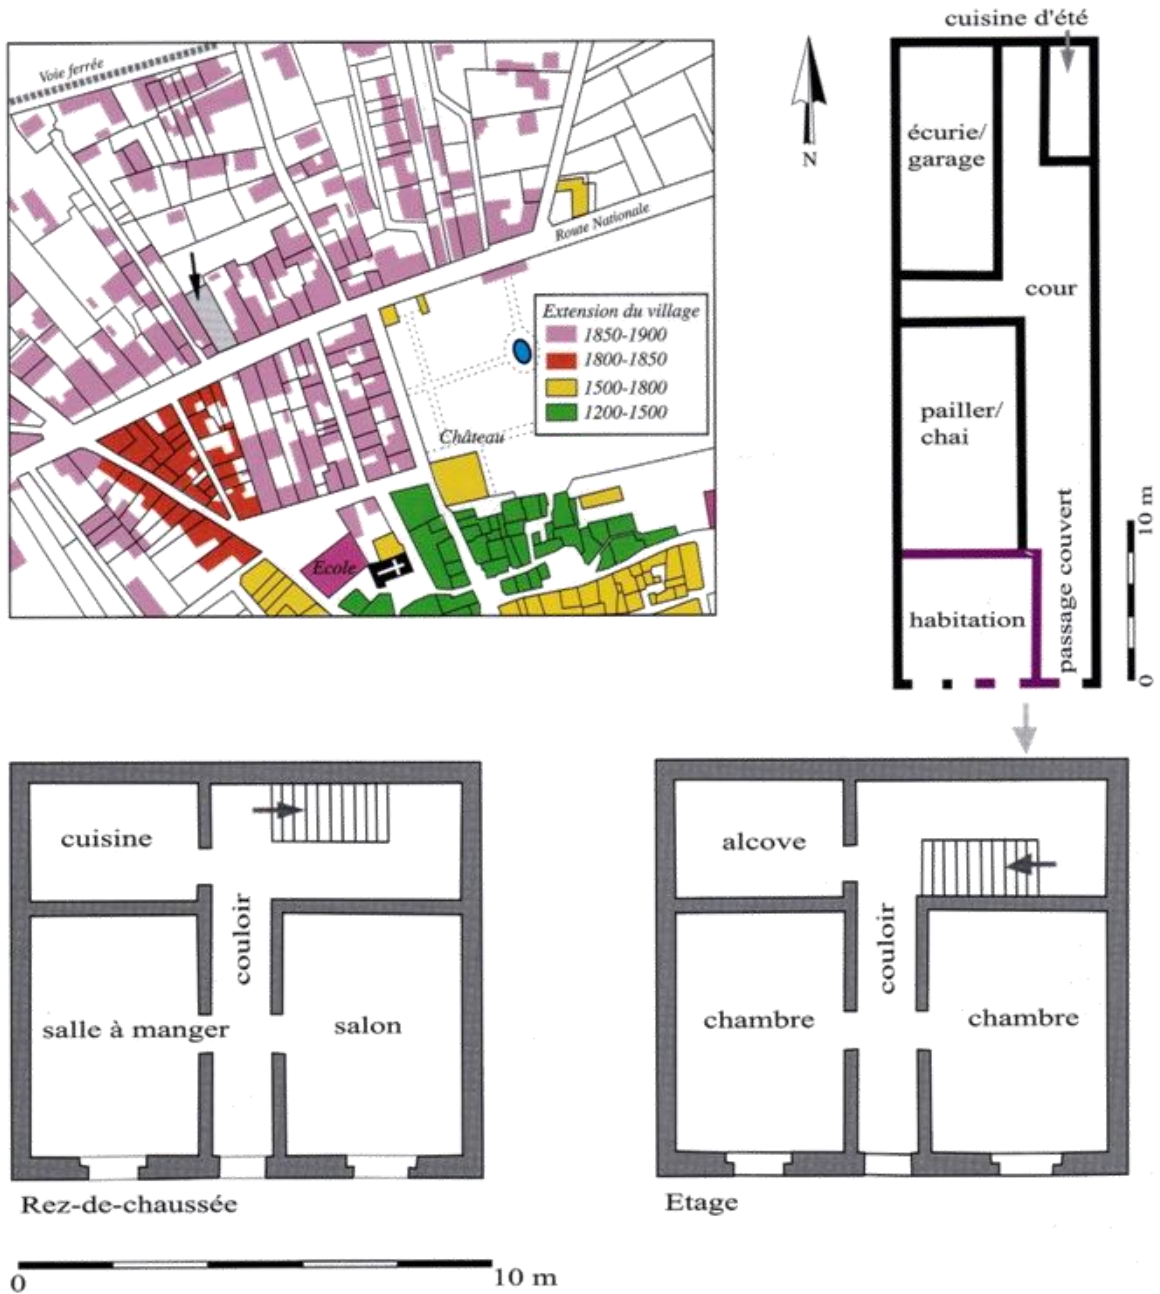 cuisine d'été
Voie ferrée
N
écurie/
garage
Route Nationale
cour
Extension du village
1850-1900
1800-1850
1500-1800
1200-1500
Château
pailler/
chai
passage couvert
10 m
0
Ecole
habitation
cuisine
couloir
salle à manger
salon
Rez-de-chaussée
0
10 m
alcove
couloir
chambre
chambre
Etage